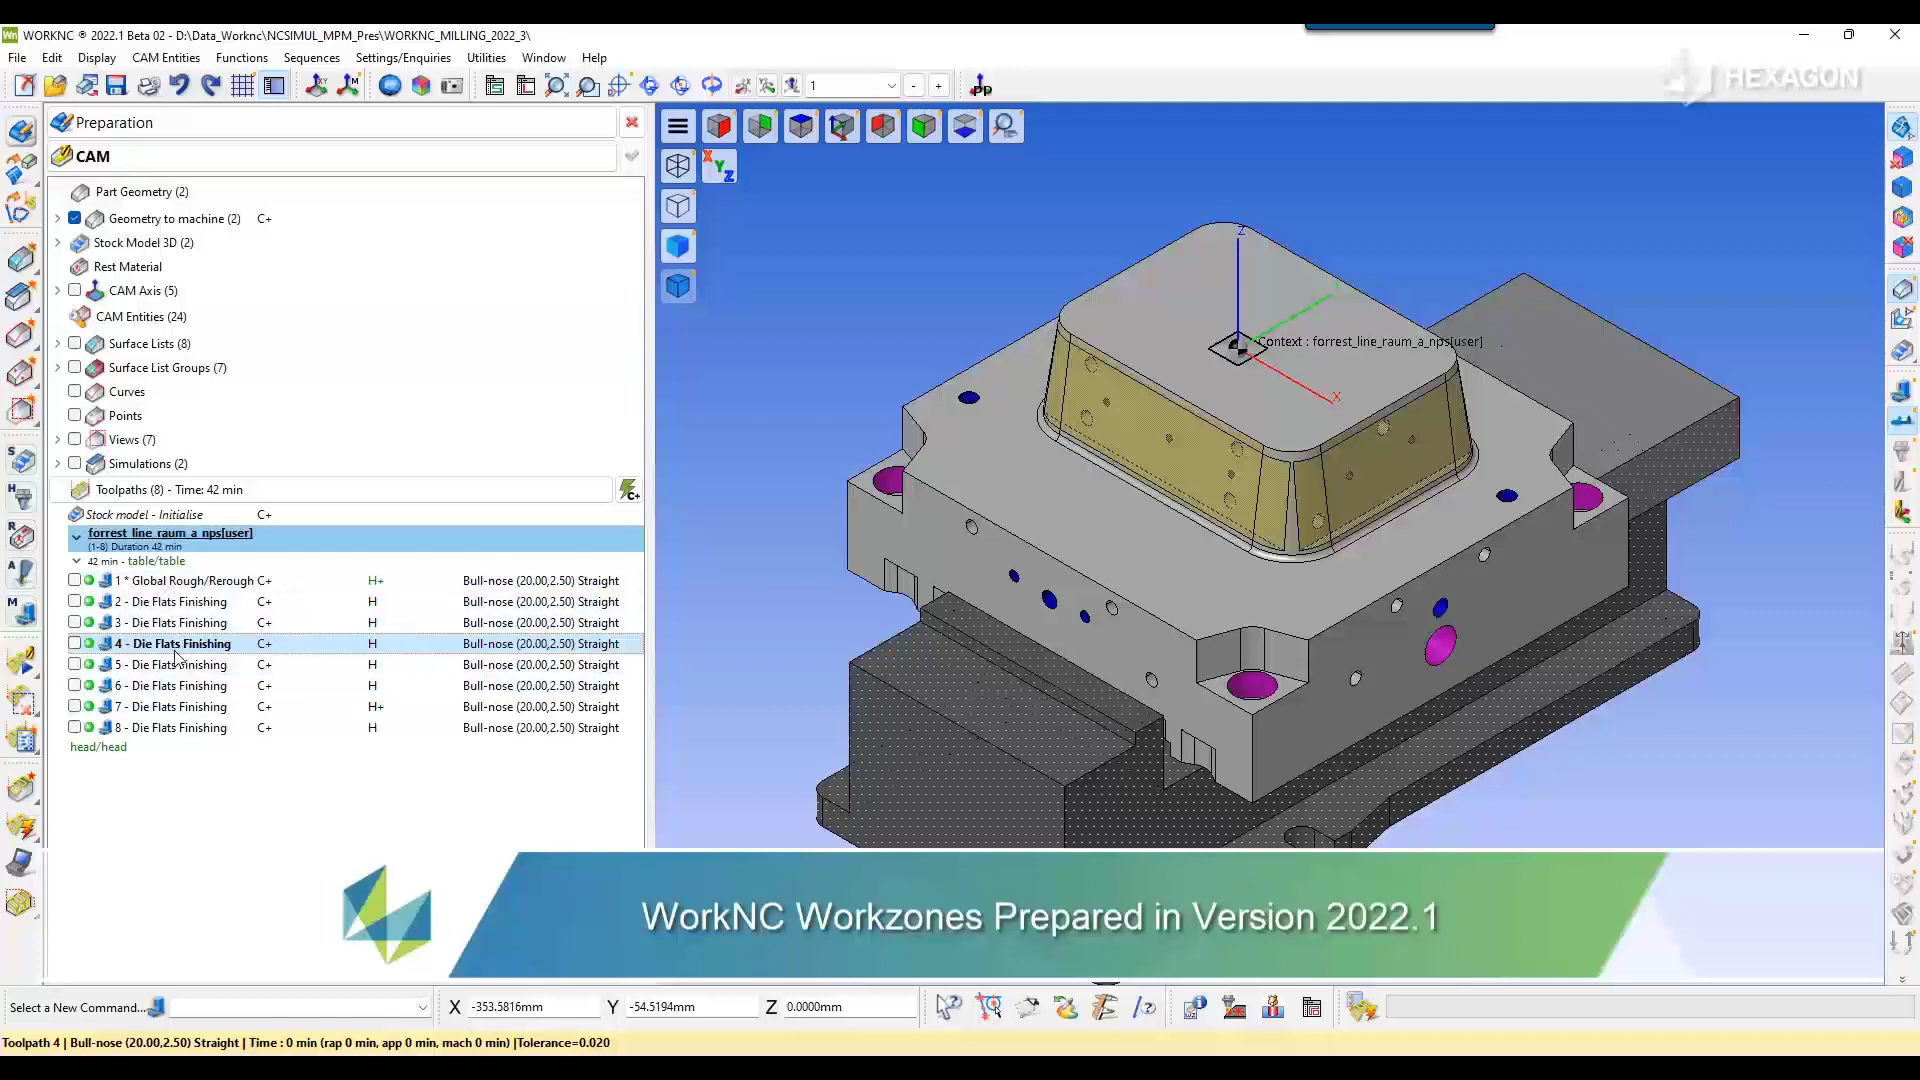 WORKNC ® 2022.1 Beta 02 - D:\Data_Worknc\NCSIMUL_MPM_Pres\WORKNC_MILLING_2022_3\
File Edit Display CAM Entities Functions Sequences Settings/Enquiries Utilities Window Help
1 - + PP
HEXAGON
Preparation
CAM
Part Geometry (2)
Geometry to machine (2) C+
Stock Model 3D (2)
Rest Material
CAM Axis (5)
CAM Entities (24)
Surface Lists (8)
Surface List Groups (7)
Curves
Points
Views (7)
Simulations (2)
Toolpaths (8) - Time: 42 min C+
Stock model - Initialise C+
forrest_line_raum_a_nps[user]
(1-8) Duration 42 min
42 min - table/table
1 * Global Rough/Rerough C+ H+ Bull-nose (20.00,2.50) Straight
2 - Die Flats Finishing C+ H Bull-nose (20.00,2.50) Straight
3 - Die Flats Finishing C+ H Bull-nose (20.00,2.50) Straight
4 - Die Flats Finishing C+ H Bull-nose (20.00,2.50) Straight
5 - Die Flats Finishing C+ H Bull-nose (20.00,2.50) Straight
6 - Die Flats Finishing C+ H Bull-nose (20.00,2.50) Straight
7 - Die Flats Finishing C+ H+ Bull-nose (20.00,2.50) Straight
8 - Die Flats Finishing C+ H Bull-nose (20.00,2.50) Straight
head/head
S
H
R
A
M
X Y Z
Z
Context : forrest_line_raum_a_nps[user]
X
WorkNC Workzones Prepared in Version 2022.1
Select a New Command... X -353.5816mm Y -54.5194mm Z 0.0000mm
Toolpath 4 | Bull-nose (20.00,2.50) Straight | Time : 0 min (rap 0 min, app 0 min, mach 0 min) |Tolerance=0.020